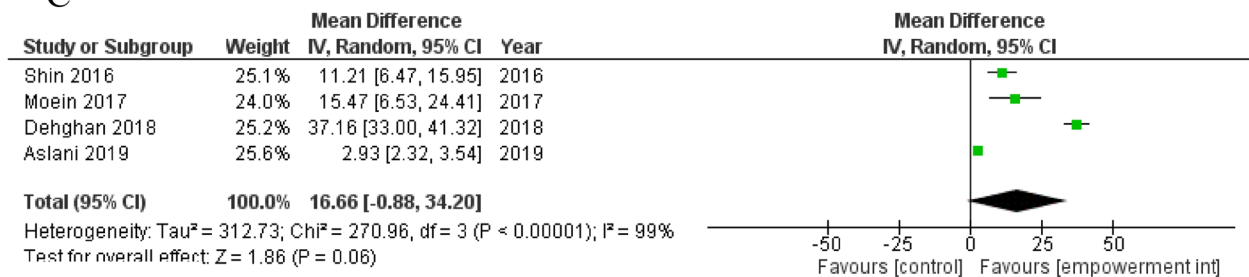 C
Mean Difference Mean Difference
Study or Subgroup Weight IV, Random, 95% CI Year IV, Random, 95% CI
Shin 2016 25.1% 11.21 [6.47, 15.95] 2016
Moein 2017 24.0% 15.47 [6.53, 24.41] 2017
Dehghan 2018 25.2% 37.16 [33.00, 41.32] 2018
Aslani 2019 25.6% 2.93 [2.32, 3.54] 2019
Total (95% CI) 100.0% 16.66 [-0.88, 34.20]
Heterogeneity: Tau² = 312.73; Chi² = 270.96, df = 3 (P < 0.00001); I² = 99%
Test for overall effect: Z = 1.86 (P = 0.06)
-50 -25 0 25 50
Favours [control] Favours [empowerment int]